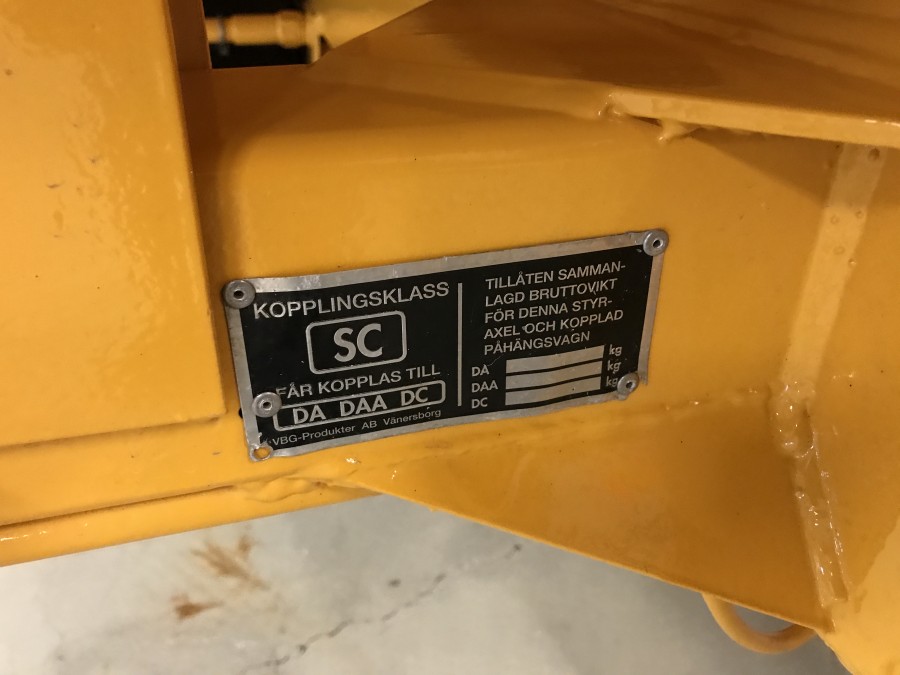 KOPPLINGSKLASS
SC
FÅR KOPPLAS TILL
DA DAA DC
VBG-Produkter AB Vänersborg
TILLÅTEN SAMMAN-
LAGD BRUTTOVIKT
FÖR DENNA STYR-
AXEL OCH KOPPLAD
PÅHÄNGSVAGN
DA kg
DAA kg
DC kg